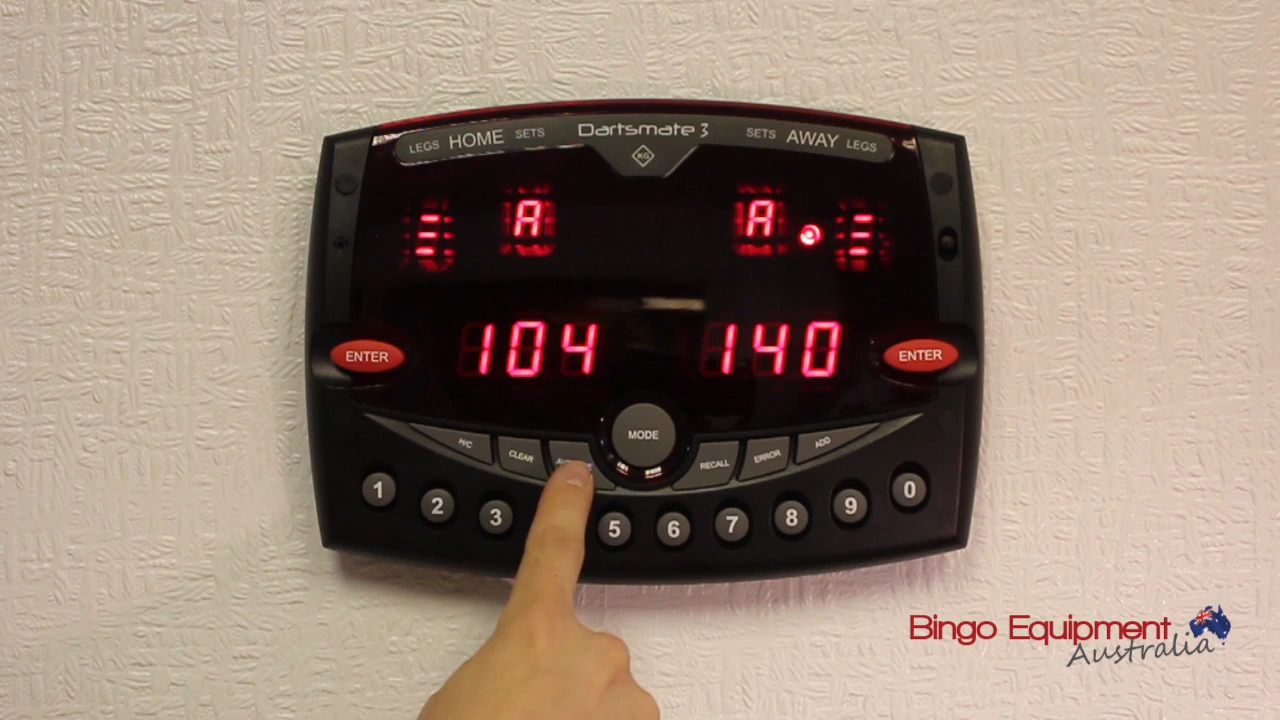 LEGS HOME SETS Dartsmate 3 SETS AWAY LEGS
KG
A A
104 140
ENTER ENTER
MODE
H/C CLEAR RECALL ERROR ADD
1 2 3 5 6 7 8 9 0
Bingo Equipment
Australia